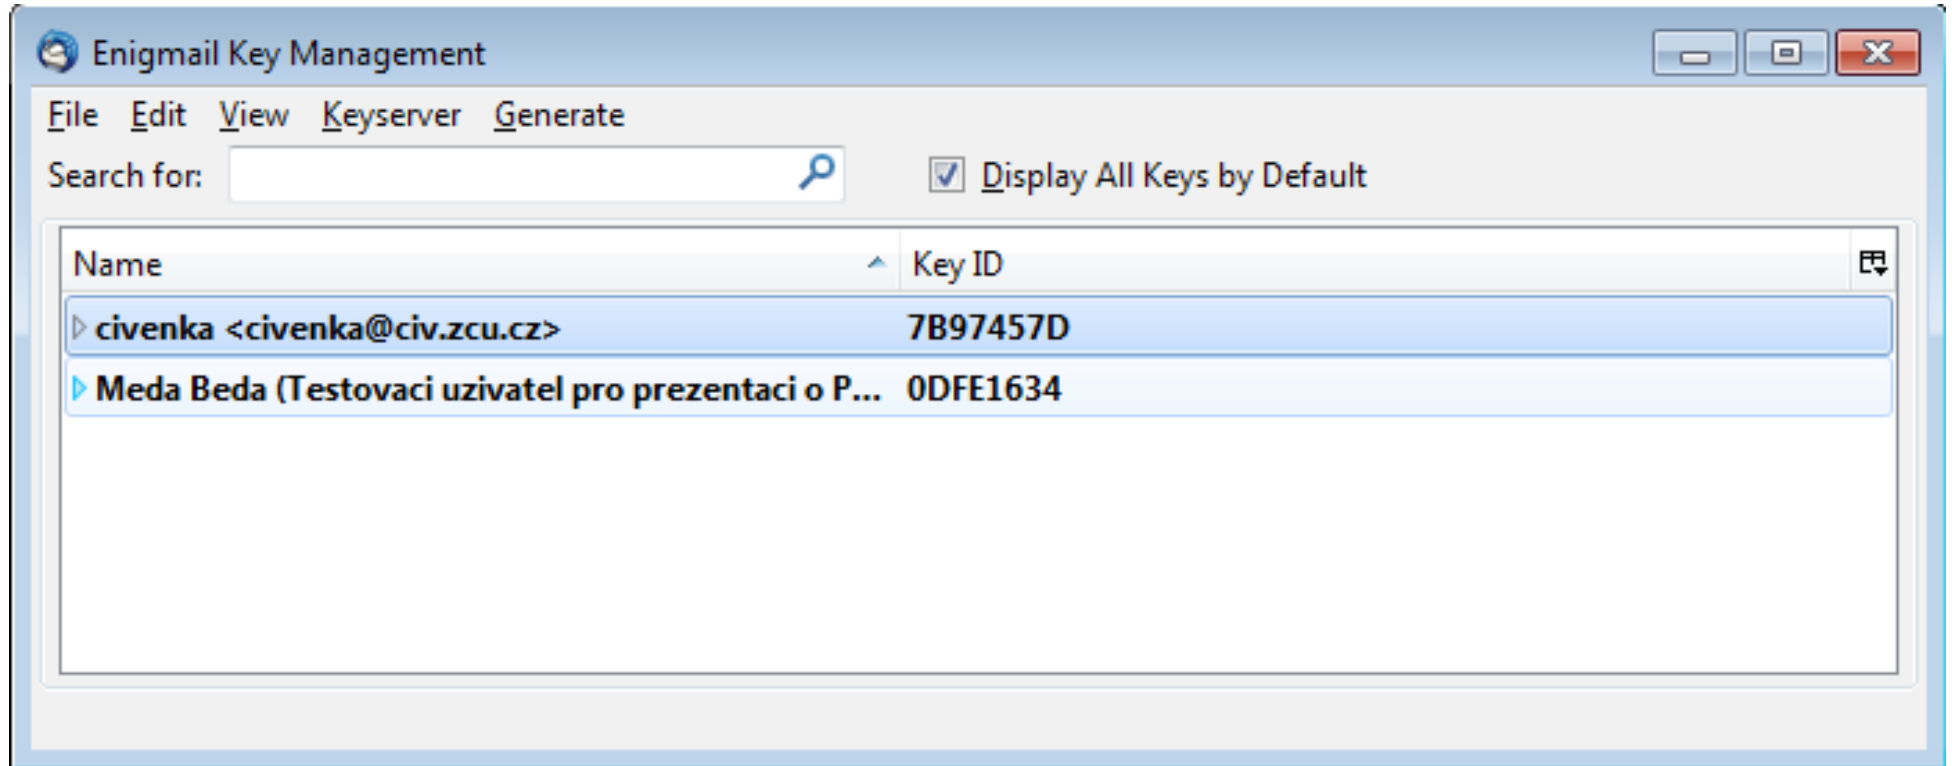 Enigmail Key Management
File Edit View Keyserver Generate
Search for: Display All Keys by Default
Name Key ID
civenka <civenka@civ.zcu.cz> 7B97457D
Meda Beda (Testovaci uzivatel pro prezentaci o P... 0DFE1634